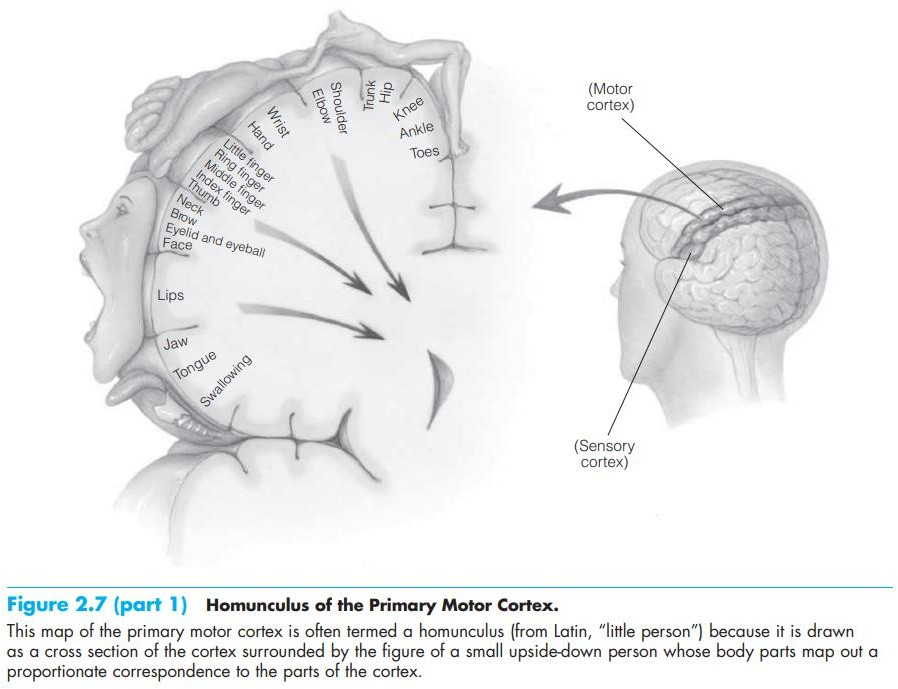 Toes
Ankle
Knee
Hip
Trunk
Shoulder
Elbow
Wrist
Hand
Little finger
Ring finger
Middle finger
Index finger
Thumb
Neck
Brow
Eyelid and eyeball
Face
Lips
Jaw
Tongue
Swallowing
(Motor
cortex)
(Sensory
cortex)
Figure 2.7 (part 1) Homunculus of the Primary Motor Cortex.
This map of the primary motor cortex is often termed a homunculus (from Latin, “little person”) because it is drawn
as a cross section of the cortex surrounded by the figure of a small upside-down person whose body parts map out a
proportionate correspondence to the parts of the cortex.